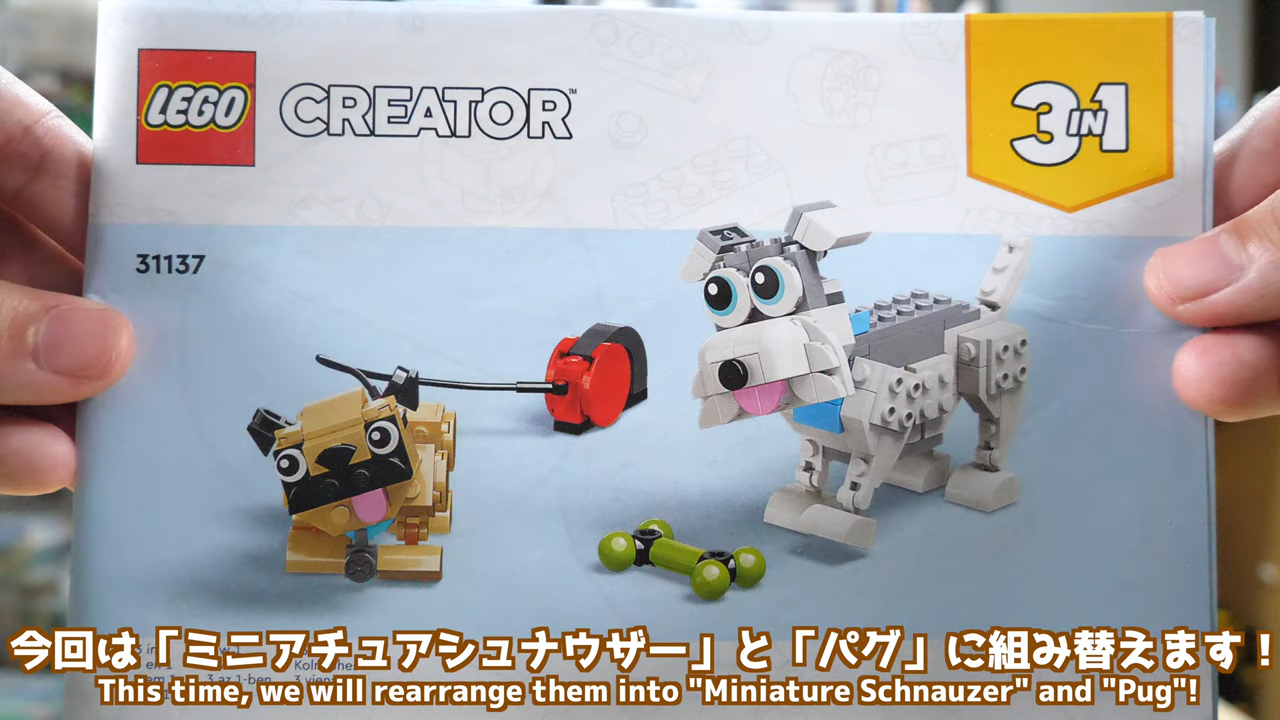 LEGO
CREATOR™
3 IN 1
31137
今回は「ミニアチュアシュナウザー」と「パグ」に組み替えます！
This time, we will rearrange them into "Miniature Schnauzer" and "Pug"!